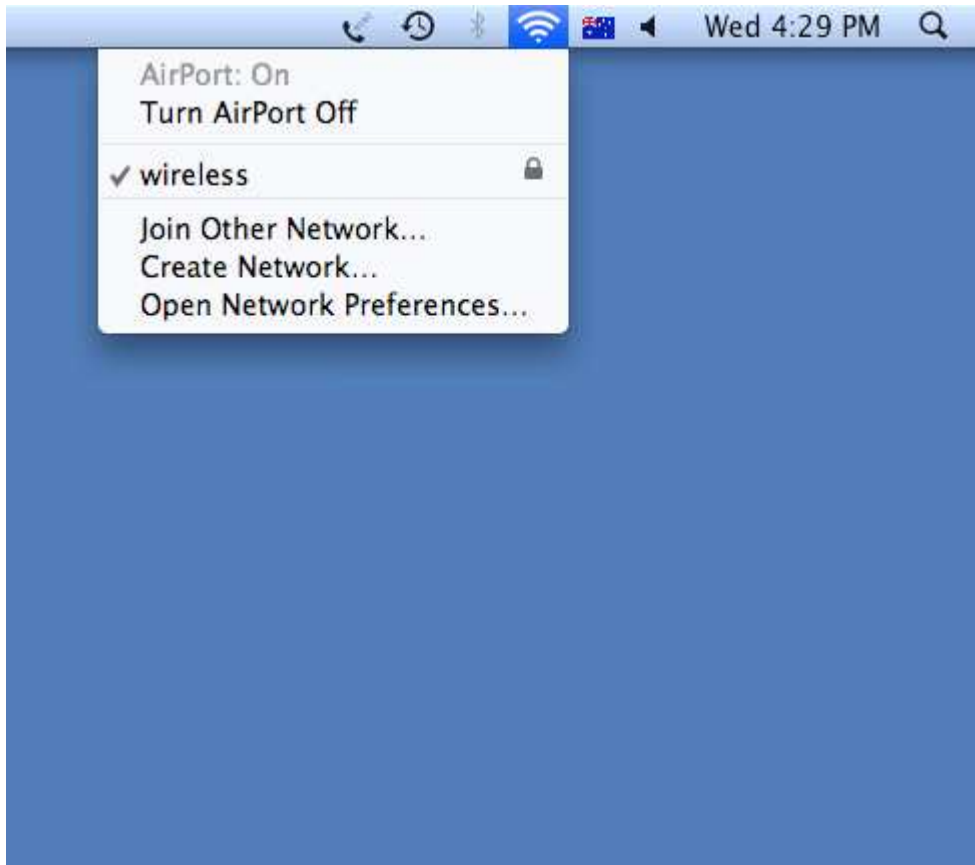 Wed 4:29 PM
AirPort: On
Turn AirPort Off
wireless
Join Other Network...
Create Network...
Open Network Preferences...